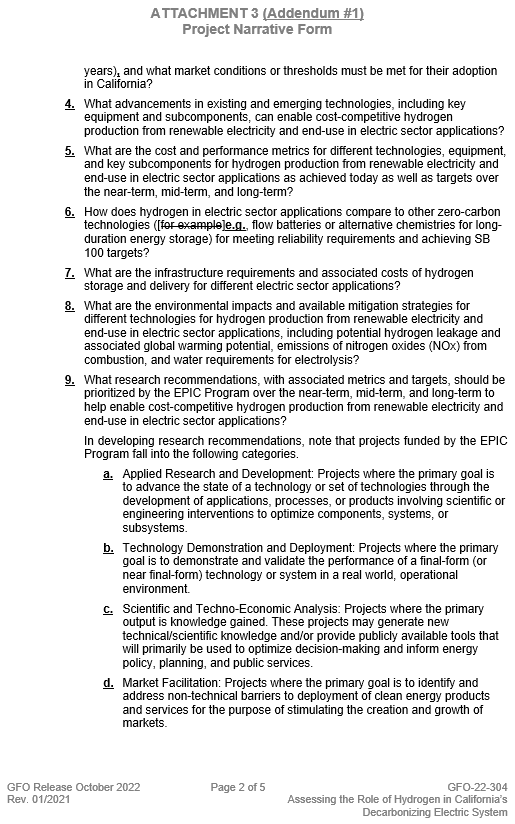 ATTACHMENT 3 (Addendum #1)
Project Narrative Form
years), and what market conditions or thresholds must be met for their adoption
in California?
4. What advancements in existing and emerging technologies, including key
equipment and subcomponents, can enable cost-competitive hydrogen
production from renewable electricity and end-use in electric sector applications?
5. What are the cost and performance metrics for different technologies, equipment,
and key subcomponents for hydrogen production from renewable electricity and
end-use in electric sector applications as achieved today as well as targets over
the near-term, mid-term, and long-term?
6. How does hydrogen in electric sector applications compare to other zero-carbon
technologies ([for example]e.g., flow batteries or alternative chemistries for long-
duration energy storage) for meeting reliability requirements and achieving SB
100 targets?
7. What are the infrastructure requirements and associated costs of hydrogen
storage and delivery for different electric sector applications?
8. What are the environmental impacts and available mitigation strategies for
different technologies for hydrogen production from renewable electricity and
end-use in electric sector applications, including potential hydrogen leakage and
associated global warming potential, emissions of nitrogen oxides (NOx) from
combustion, and water requirements for electrolysis?
9. What research recommendations, with associated metrics and targets, should be
prioritized by the EPIC Program over the near-term, mid-term, and long-term to
help enable cost-competitive hydrogen production from renewable electricity and
end-use in electric sector applications?
In developing research recommendations, note that projects funded by the EPIC
Program fall into the following categories.
a. Applied Research and Development: Projects where the primary goal is
to advance the state of a technology or set of technologies through the
development of applications, processes, or products involving scientific or
engineering interventions to optimize components, systems, or
subsystems.
b. Technology Demonstration and Deployment: Projects where the primary
goal is to demonstrate and validate the performance of a final-form (or
near final-form) technology or system in a real world, operational
environment.
c. Scientific and Techno-Economic Analysis: Projects where the primary
output is knowledge gained. These projects may generate new
technical/scientific knowledge and/or provide publicly available tools that
will primarily be used to optimize decision-making and inform energy
policy, planning, and public services.
d. Market Facilitation: Projects where the primary goal is to identify and
address non-technical barriers to deployment of clean energy products
and services for the purpose of stimulating the creation and growth of
markets.
GFO Release October 2022 Page 2 of 5 GFO-22-304
Rev. 01/2021 Assessing the Role of Hydrogen in California's
Decarbonizing Electric System